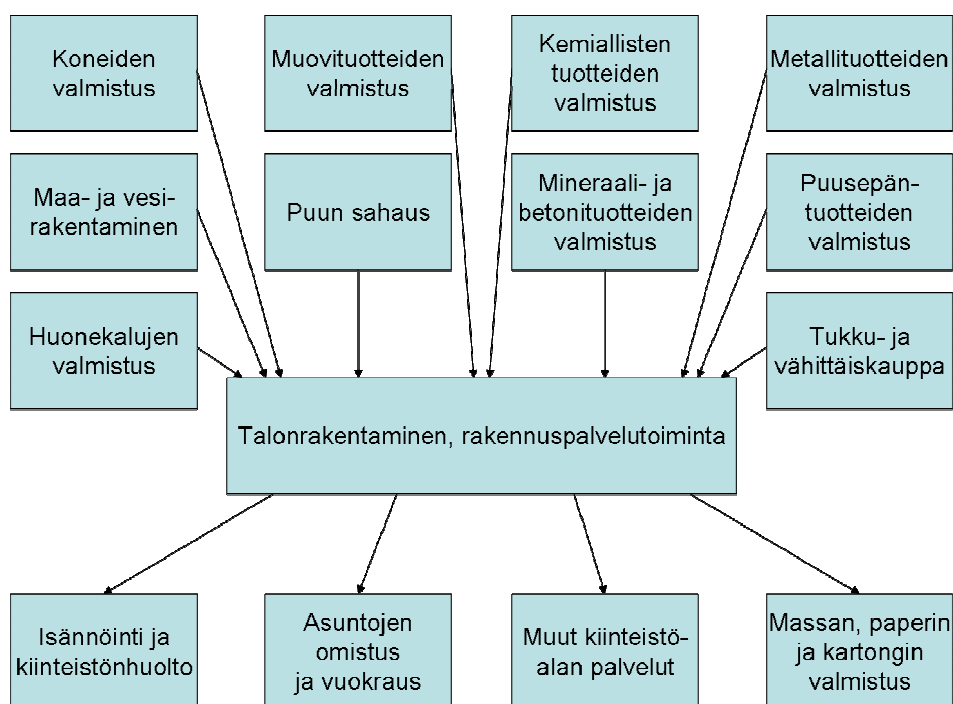 Koneiden
valmistus
Muovituotteiden
valmistus
Kemiallisten
tuotteiden
valmistus
Metallituotteiden
valmistus
Maa- ja vesi-
rakentaminen
Puun sahaus
Mineraali- ja
betonituotteiden
valmistus
Puusepän-
tuotteiden
valmistus
Huonekalujen
valmistus
Tukku- ja
vähittäiskauppa
Talonrakentaminen, rakennuspalvelutoiminta
Isännöinti ja
kiinteistönhuolto
Asuntojen
omistus
ja vuokraus
Muut kiinteistö-
alan palvelut
Massan, paperin
ja kartongin
valmistus